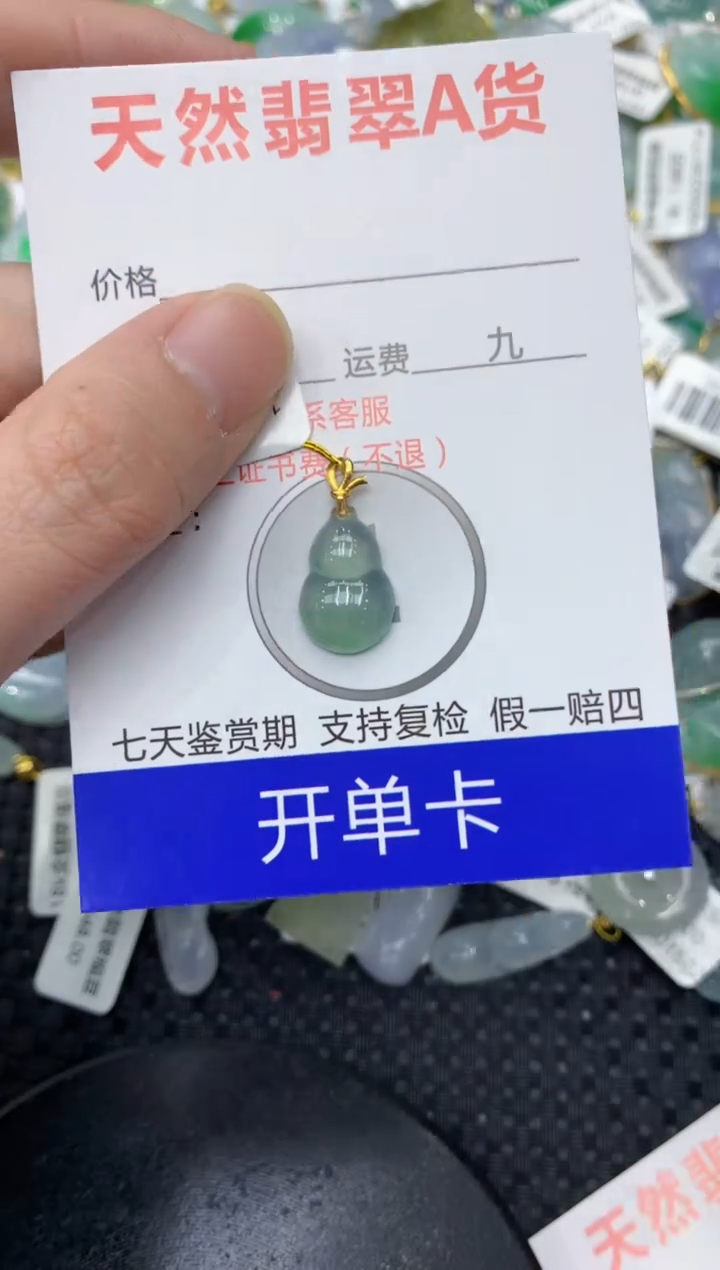 天然翡翠A货
价格
运费 九
系客服
证书费(不退)
:
七天鉴赏期 支持复检 假一赔四
开单卡
天然翡